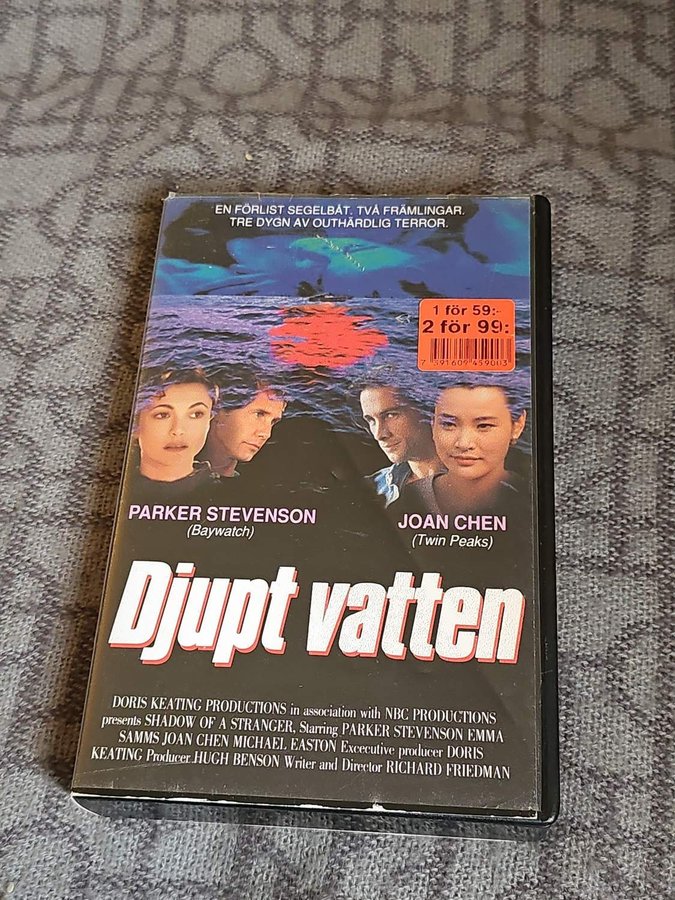 EN FÖRLIST SEGELBÅT. TVÅ FRÄMLINGAR.
TRE DYGN AV OUTHÄRDLIG TERROR.
1 för 59:-
2 för 99:-
7 391609 459003
PARKER STEVENSON
(Baywatch)
JOAN CHEN
(Twin Peaks)
Djupt vatten
DORIS KEATING PRODUCTIONS in association with NBC PRODUCTIONS
presents SHADOW OF A STRANGER, Starring PARKER STEVENSON EMMA
SAMMS JOAN CHEN MICHAEL EASTON Excecutive producer DORIS
KEATING Producer HUGH BENSON Writer and Director RICHARD FRIEDMAN